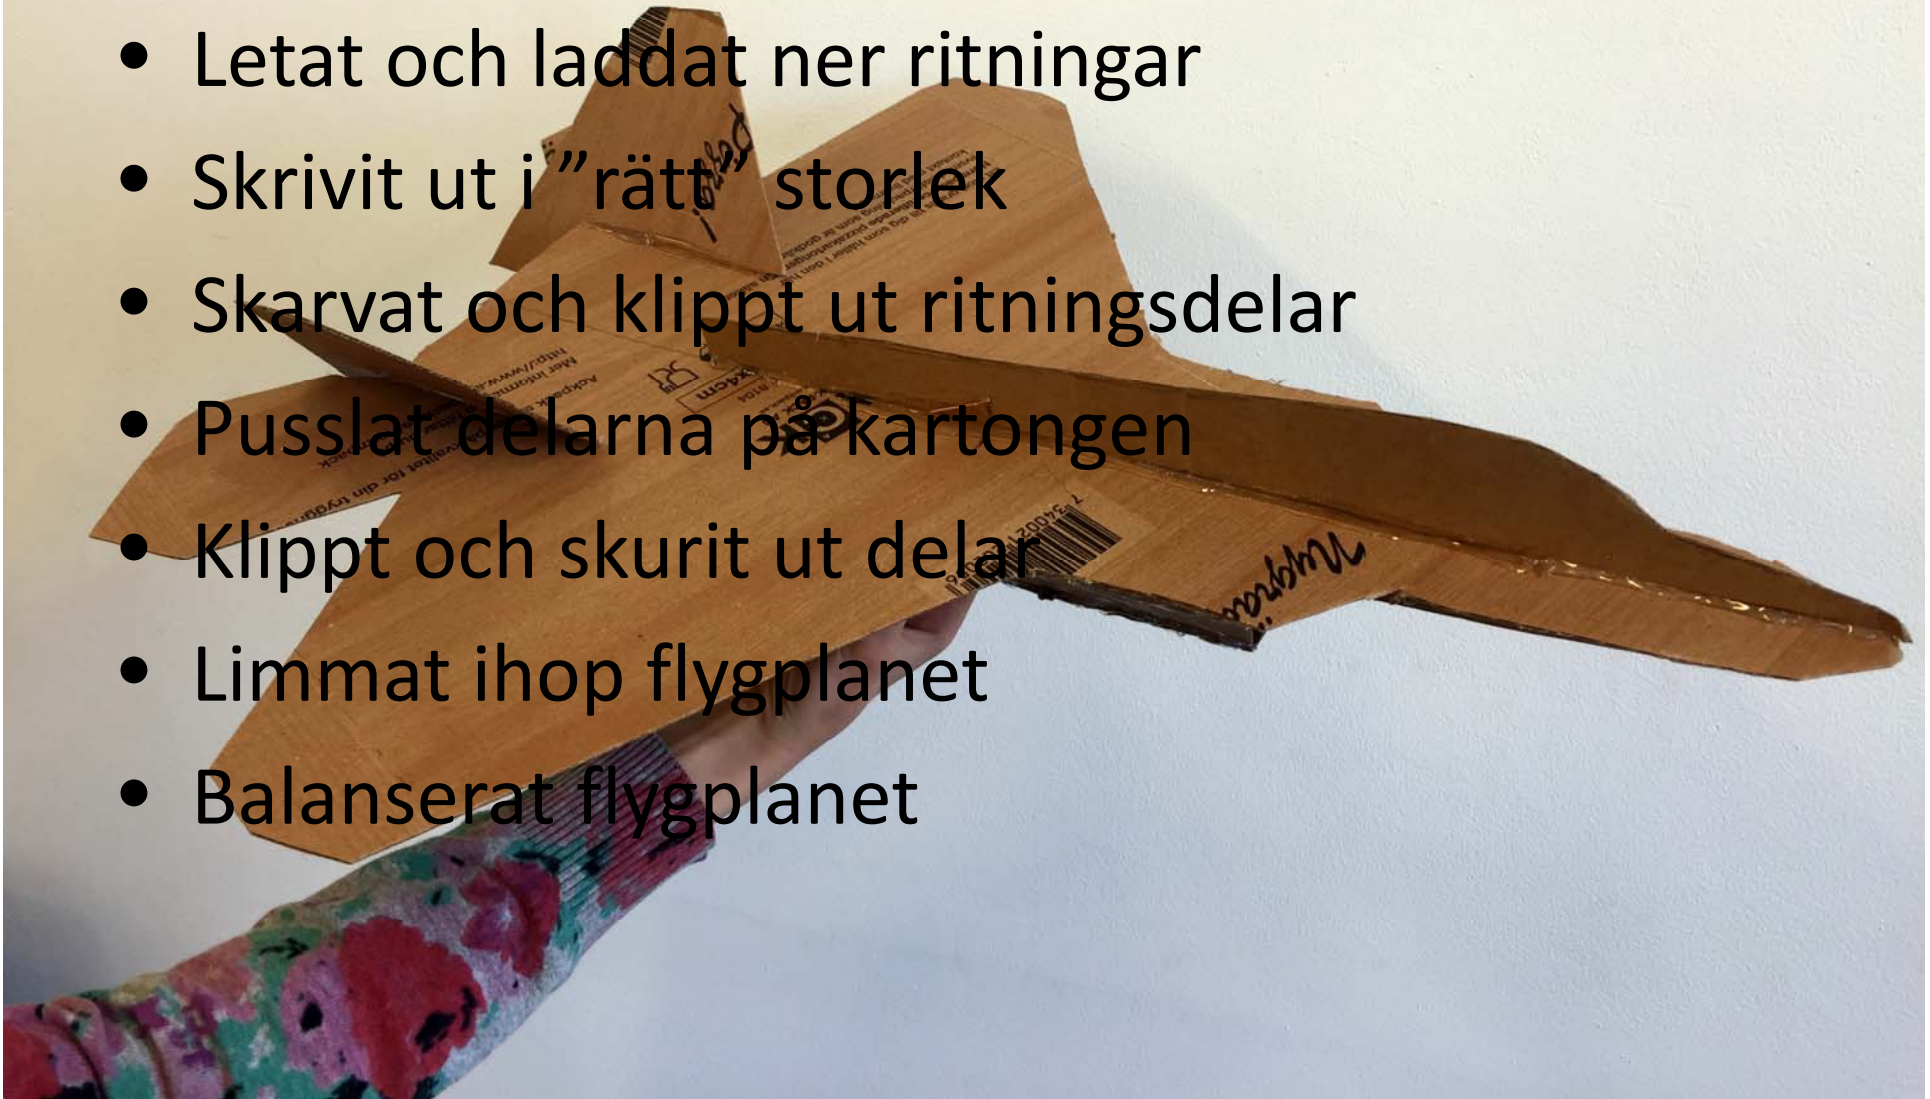 • Letat och laddat ner ritningar
• Skrivit ut i ”rätt” storlek
• Skarvat och klippt ut ritningsdelar
• Pusslat delarna på kartongen
• Klippt och skurit ut delar
• Limmat ihop flygplanet
• Balanserat flygplanet